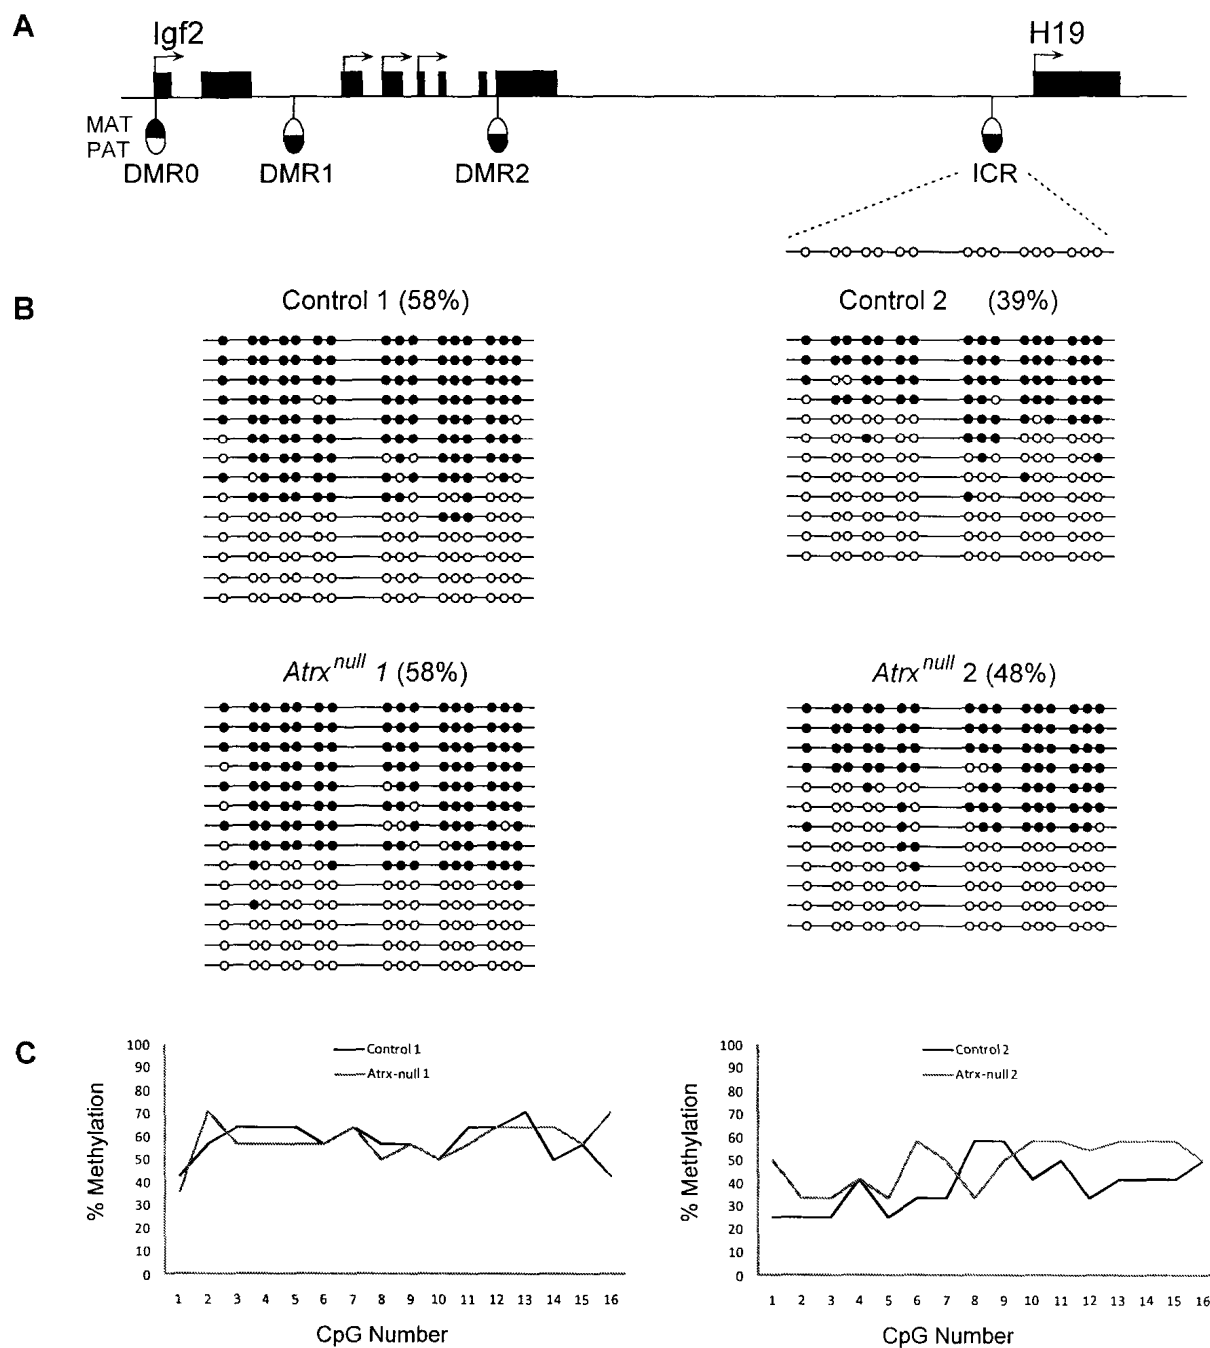 A
Igf2
H19
MAT
PAT
DMR0
DMR1
DMR2
ICR
B
Control 1 (58%)
Control 2 (39%)
Atrx null 1 (58%)
Atrx null 2 (48%)
C
% Methylation
100
90
80
70
60
50
40
30
20
10
0
Control 1
Atrx-null 1
1 2 3 4 5 6 7 8 9 10 11 12 13 14 15 16
CpG Number
% Methylation
100
90
80
70
60
50
40
30
20
10
0
Control 2
Atrx-null 2
1 2 3 4 5 6 7 8 9 10 11 12 13 14 15 16
CpG Number